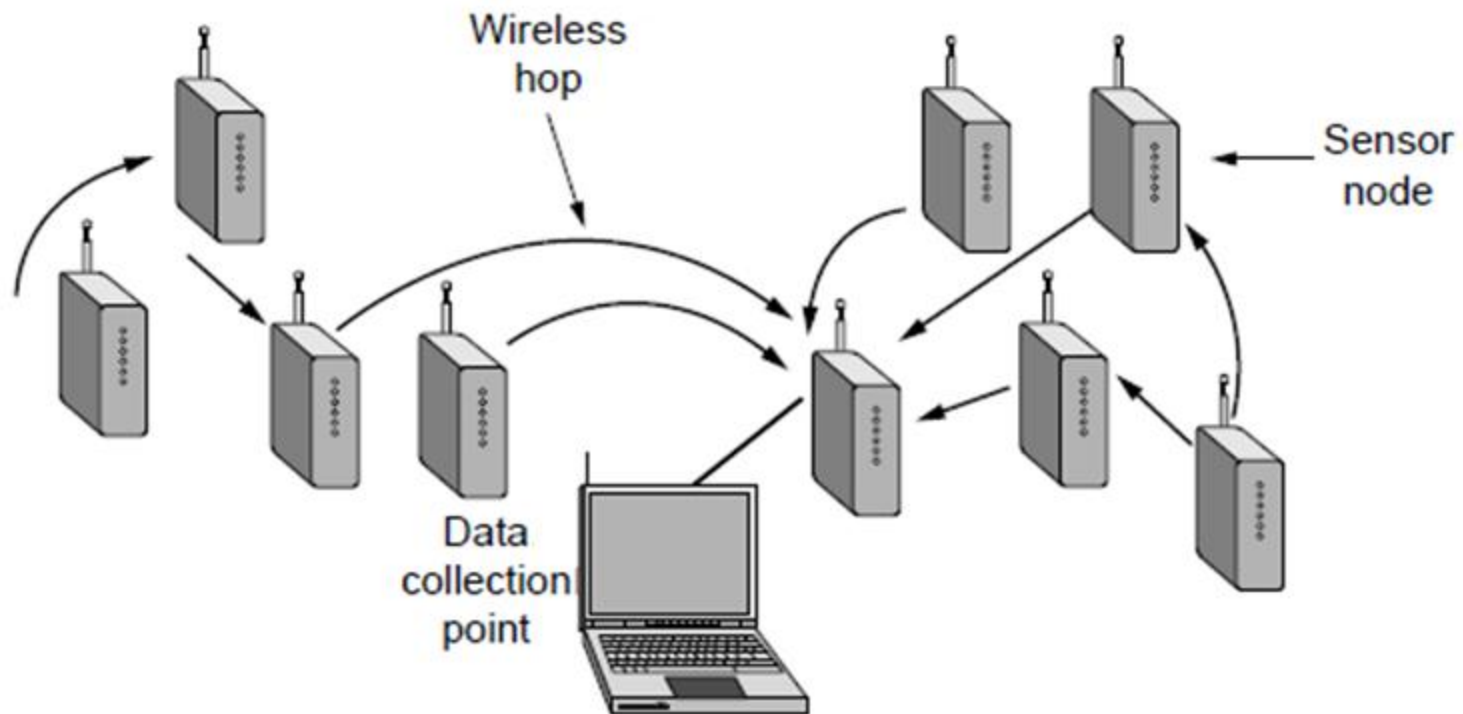 Wireless
hop
Sensor
node
Data
collection
point